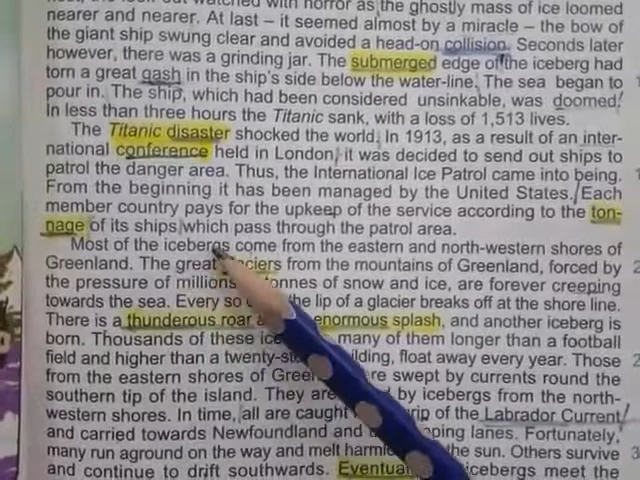 the look-out watched with horror as the ghostly mass of ice loomed
nearer and nearer. At last – it seemed almost by a miracle – the bow of
the giant ship swung clear and avoided a head-on collision. Seconds later
however, there was a grinding jar. The submerged edge of the iceberg had
torn a great gash in the ship's side below the water-line. The sea began to
pour in. The ship, which had been considered unsinkable, was doomed.
In less than three hours the Titanic sank, with a loss of 1,513 lives.
The Titanic disaster shocked the world. In 1913, as a result of an inter-
national conference held in London, it was decided to send out ships to
patrol the danger area. Thus, the International Ice Patrol came into being.
From the beginning it has been managed by the United States. Each
member country pays for the upkeep of the service according to the ton-
nage of its ships which pass through the patrol area.
Most of the icebergs come from the eastern and north-western shores of
Greenland. The great glaciers from the mountains of Greenland, forced by
the pressure of millions tonnes of snow and ice, are forever creeping
towards the sea. Every so the lip of a glacier breaks off at the shore line.
There is a thunderous roar enormous splash, and another iceberg is
born. Thousands of these many of them longer than a football
field and higher than a building, float away every year. Those
from the eastern shores of are swept by currents round the
southern tip of the island. They are by icebergs from the north-
western shores. In time, all are caught grip of the Labrador Current
and carried towards Newfoundland and lanes. Fortunately,
many run aground on the way and melt the sun. Others survive
and continue to drift southwards. icebergs meet the